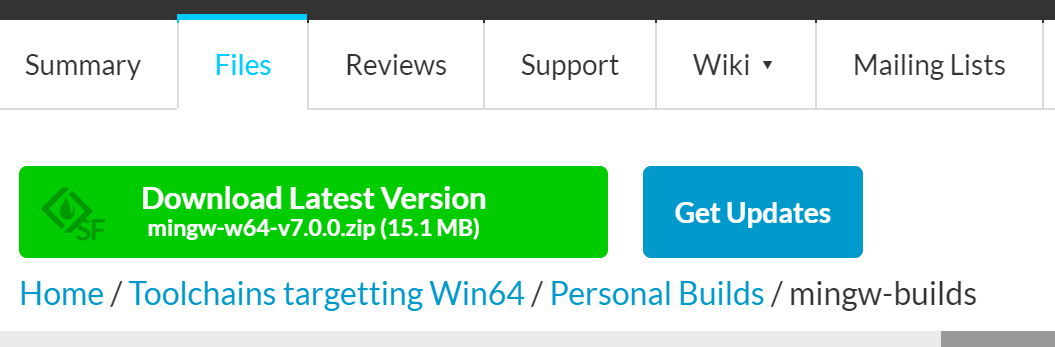 Summary Files Reviews Support Wiki ▼ Mailing Lists
Download Latest Version
mingw-w64-v7.0.0.zip (15.1 MB)
SF
Get Updates
Home / Toolchains targetting Win64 / Personal Builds / mingw-builds